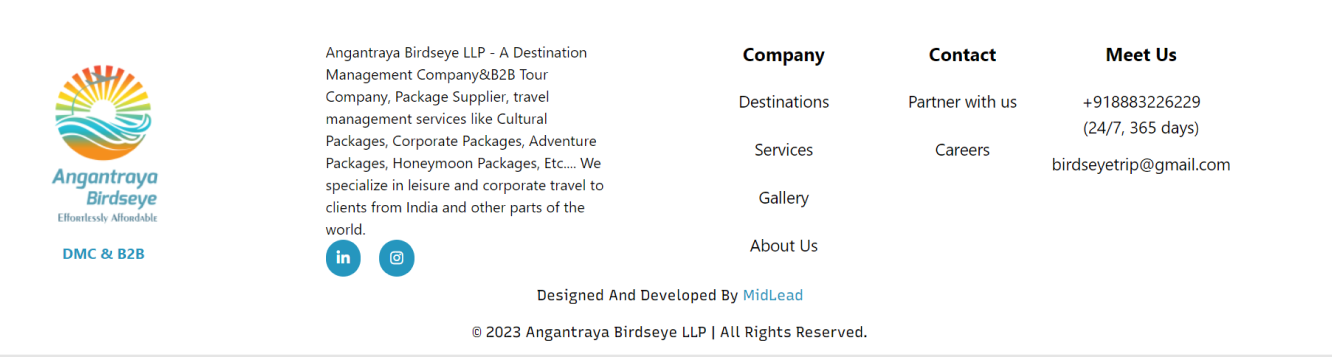 Angantraya
Birdseye
Effourlessly Affordable
DMC & B2B
Angantraya Birdseye LLP - A Destination
Management Company&B2B Tour
Company, Package Supplier, travel
management services like Cultural
Packages, Corporate Packages, Adventure
Packages, Honeymoon Packages, Etc.... We
specialize in leisure and corporate travel to
clients from India and other parts of the
world.
in
Company
Destinations
Services
Gallery
About Us
Contact
Partner with us
Careers
Meet Us
+918883226229
(24/7, 365 days)
birdseyetrip@gmail.com
Designed And Developed By MidLead
© 2023 Angantraya Birdseye LLP | All Rights Reserved.